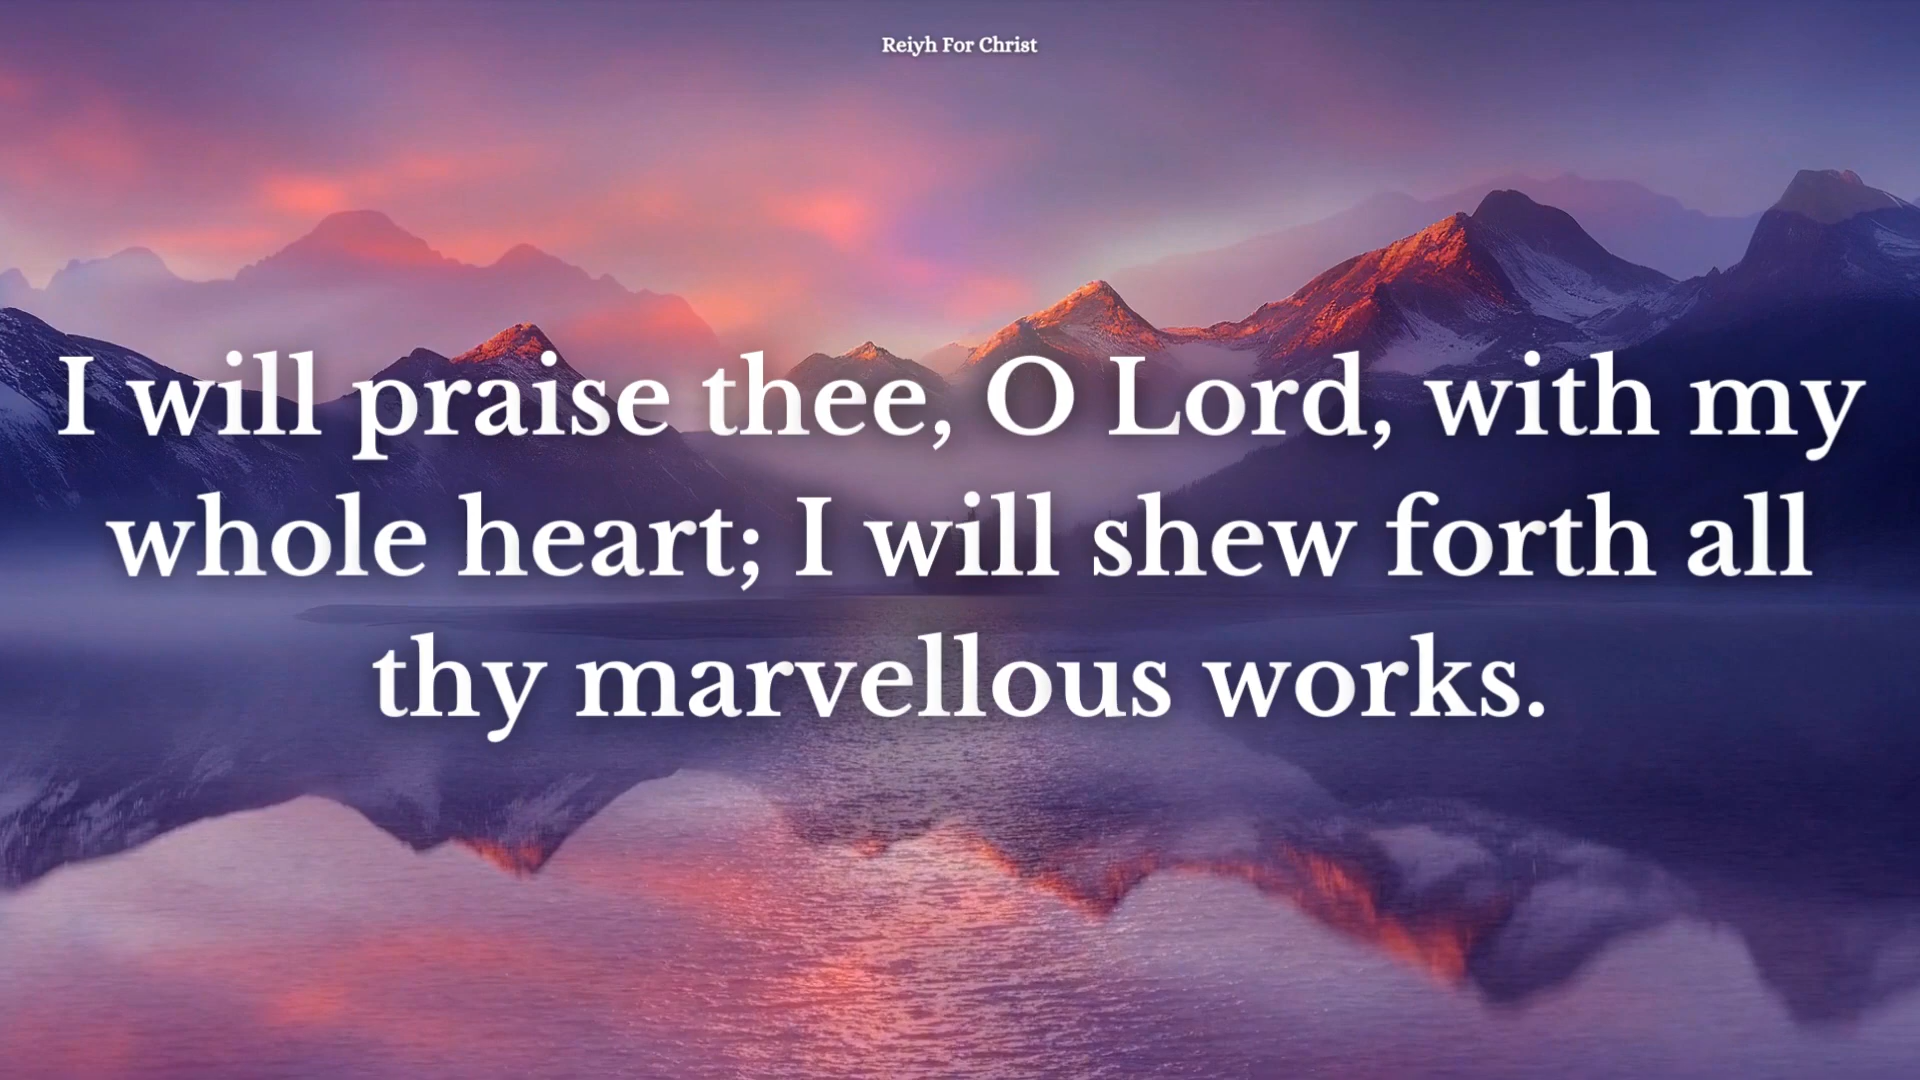 Reiyh For Christ
I will praise thee, O Lord, with my
whole heart; I will shew forth all
thy marvellous works.